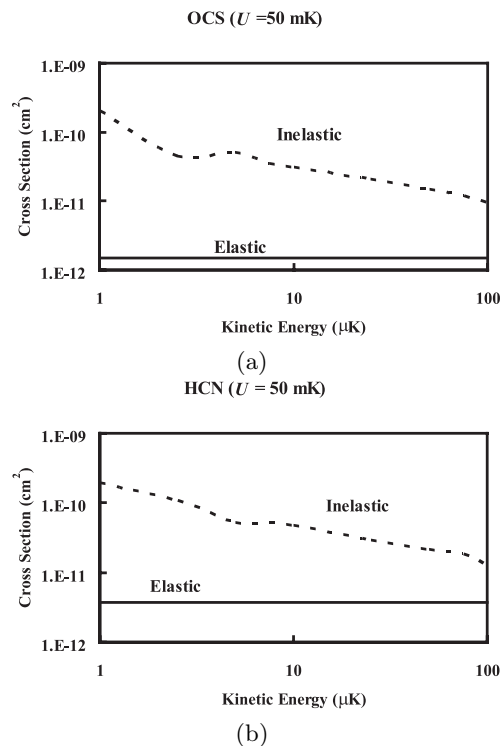 OCS (U =50 mK)
1.E-09
1.E-10
1.E-11
1.E-12
Cross Section (cm²)
Inelastic
Elastic
1 10 100
Kinetic Energy (μK)
(a)
HCN (U = 50 mK)
1.E-09
1.E-10
1.E-11
1.E-12
Cross Section (cm²)
Inelastic
Elastic
1 10 100
Kinetic Energy (μK)
(b)